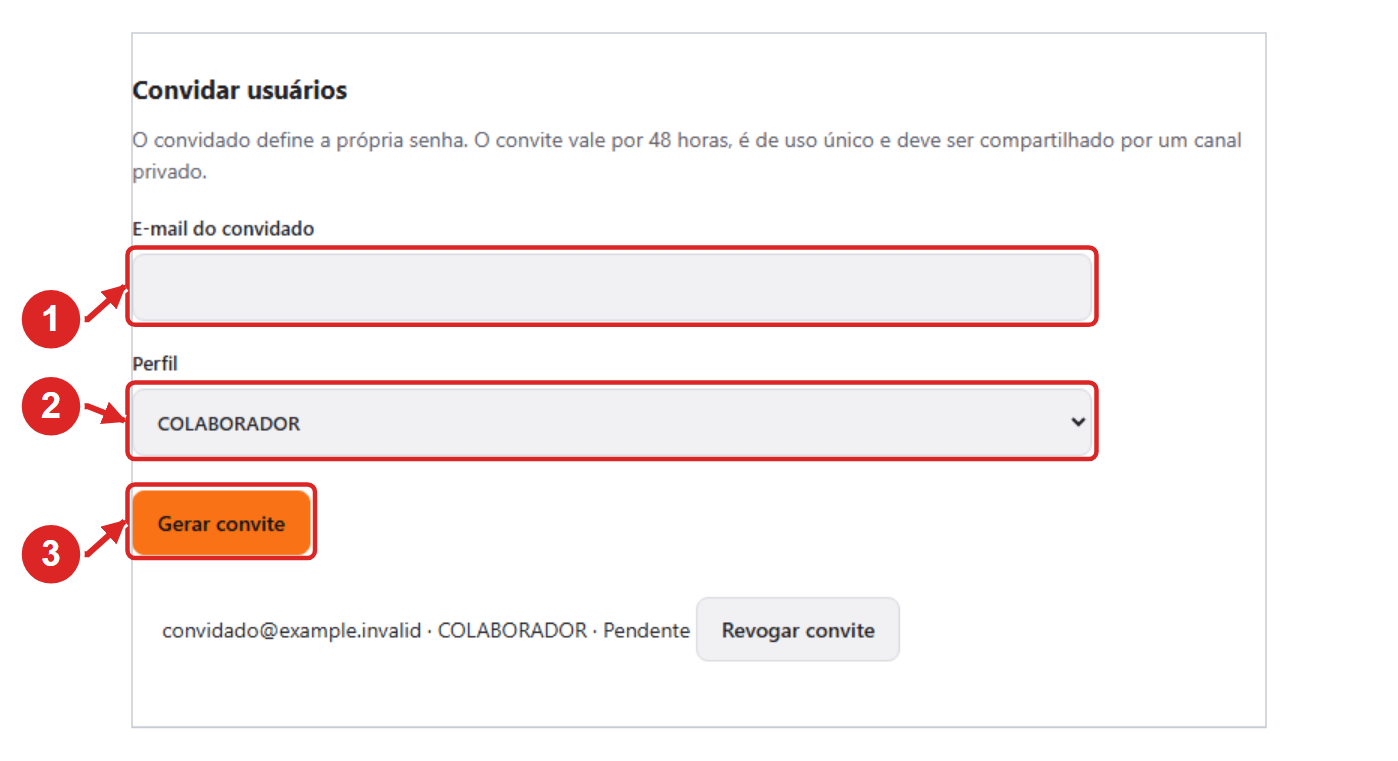 Convidar usuários
O convidado define a própria senha. O convite vale por 48 horas, é de uso único e deve ser compartilhado por um canal
privado.
E-mail do convidado
1
Perfil
2
COLABORADOR
Gerar convite
3
convidado@example.invalid · COLABORADOR · Pendente Revogar convite